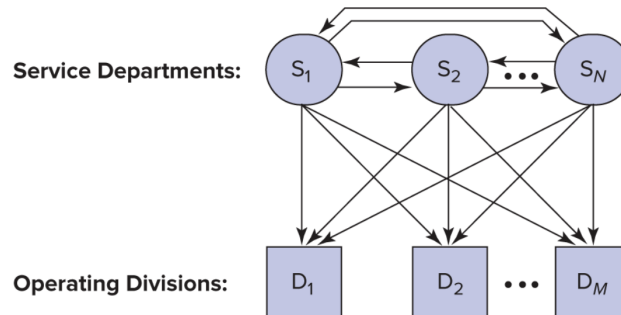 Service Departments: S1 S2 ••• SN
Operating Divisions: D1 D2 ••• DM